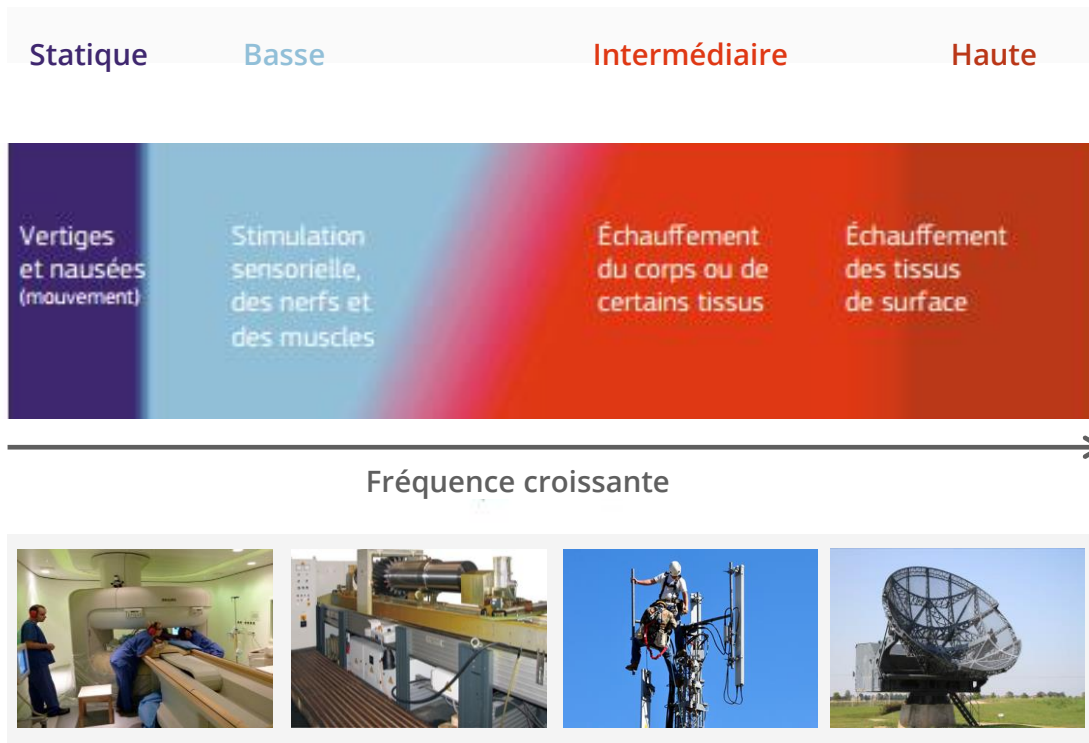 Statique
Basse
Intermédiaire
Haute
Vertiges
et nausées
(mouvement)
Stimulation
sensorielle,
des nerfs et
des muscles
Échauffement
du corps ou de
certains tissus
Échauffement
des tissus
de surface
Fréquence croissante